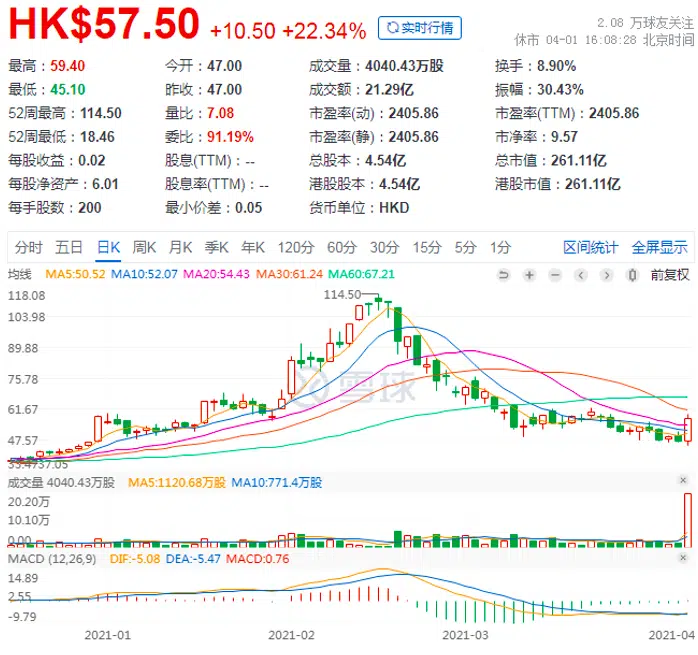 HK$57.50 +10.50 +22.34% 实时行情
2.08 万球友关注
休市 04-01 16:08:28 北京时间
最高：59.40 今开：47.00 成交量：4040.43万股 换手：8.90%
最低：45.10 昨收：47.00 成交额：21.29亿 振幅：30.43%
52周最高：114.50 量比：7.08 市盈率(动)：2405.86 市盈率(TTM)：2405.86
52周最低：18.46 委比：91.19% 市盈率(静)：2405.86 市净率：9.57
每股收益：0.02 股息(TTM)：-- 总股本：4.54亿 总市值：261.11亿
每股净资产：6.01 股息率(TTM)：-- 港股股本：4.54亿 港股市值：261.11亿
每手股数：200 最小价差：0.05 货币单位：HKD
分时 五日 日K 周K 月K 季K 年K 120分 60分 30分 15分 5分 1分 区间统计 全屏显示
均线 MA5:50.52 MA10:52.07 MA20:54.43 MA30:61.24 MA60:67.21 前复权
118.08
114.50
103.98
89.88
75.78
雪球
61.67
47.57
37.05
成交量 4040.43万股 MA5:1120.68万股 MA10:771.4万股
20.20万
10.10万
0.00
MACD (12,26,9) DIF:-5.08 DEA:-5.47 MACD:0.76
14.89
2.55
-9.79
2021-01 2021-02 2021-03 2021-04